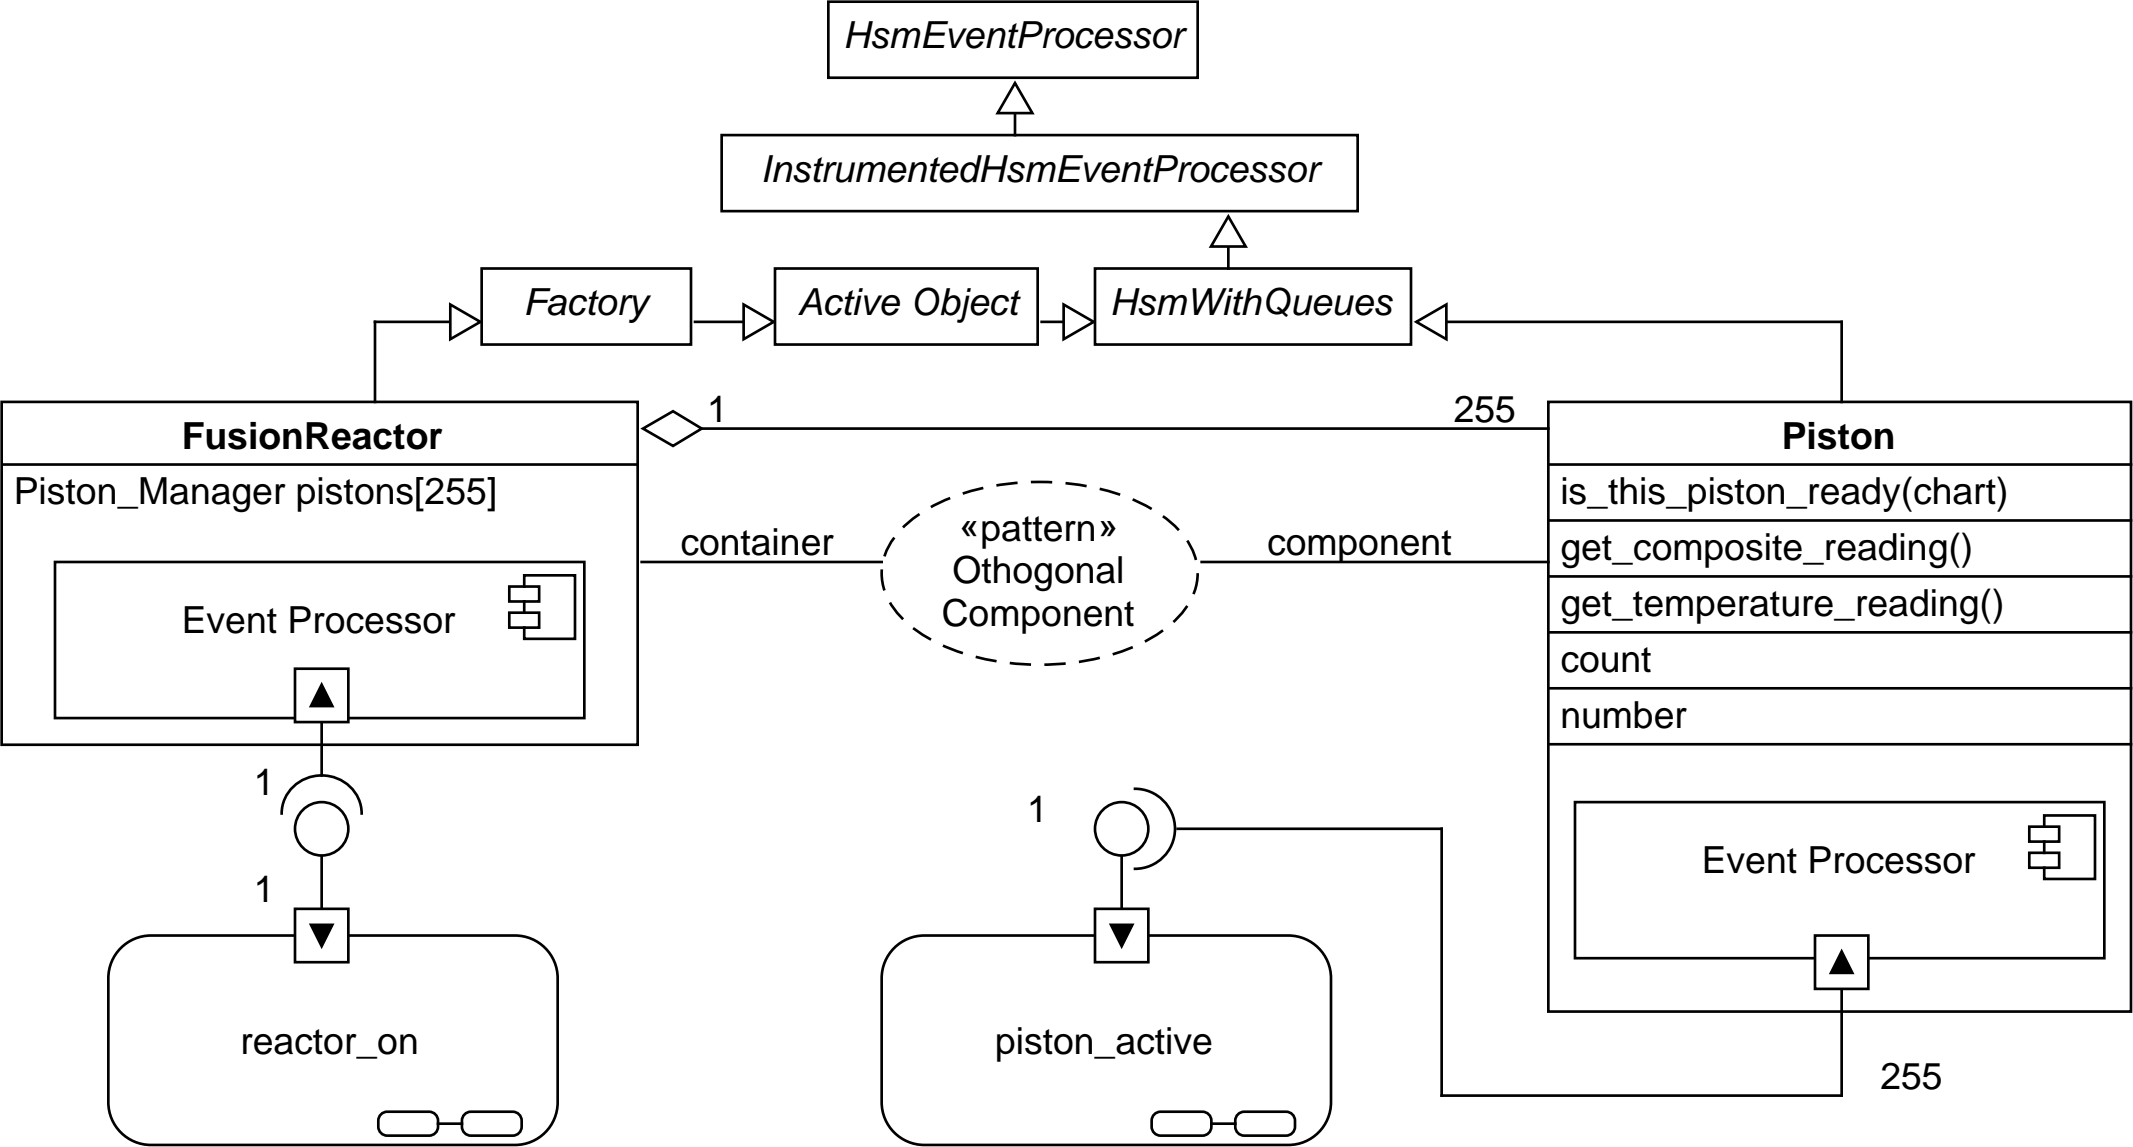 HsmEventProcessor
InstrumentedHsmEventProcessor
Factory
Active Object
HsmWithQueues
FusionReactor
1
255
Piston
Piston_Manager pistons[255]
is_this_piston_ready(chart)
container
«pattern»
Othogonal
Component
component
get_composite_reading()
get_temperature_reading()
Event Processor
count
number
1
1
1
Event Processor
reactor_on
piston_active
255